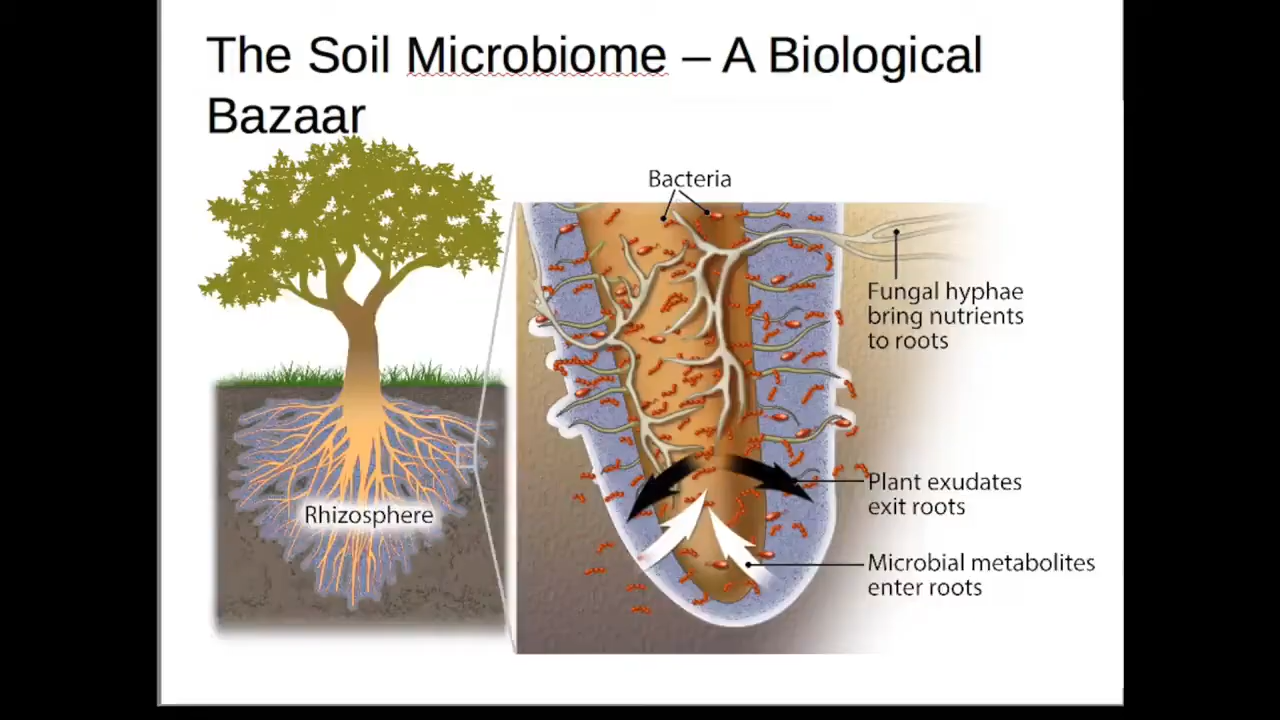 The Soil Microbiome – A Biological
Bazaar
Bacteria
Fungal hyphae
bring nutrients
to roots
Rhizosphere
Plant exudates
exit roots
Microbial metabolites
enter roots